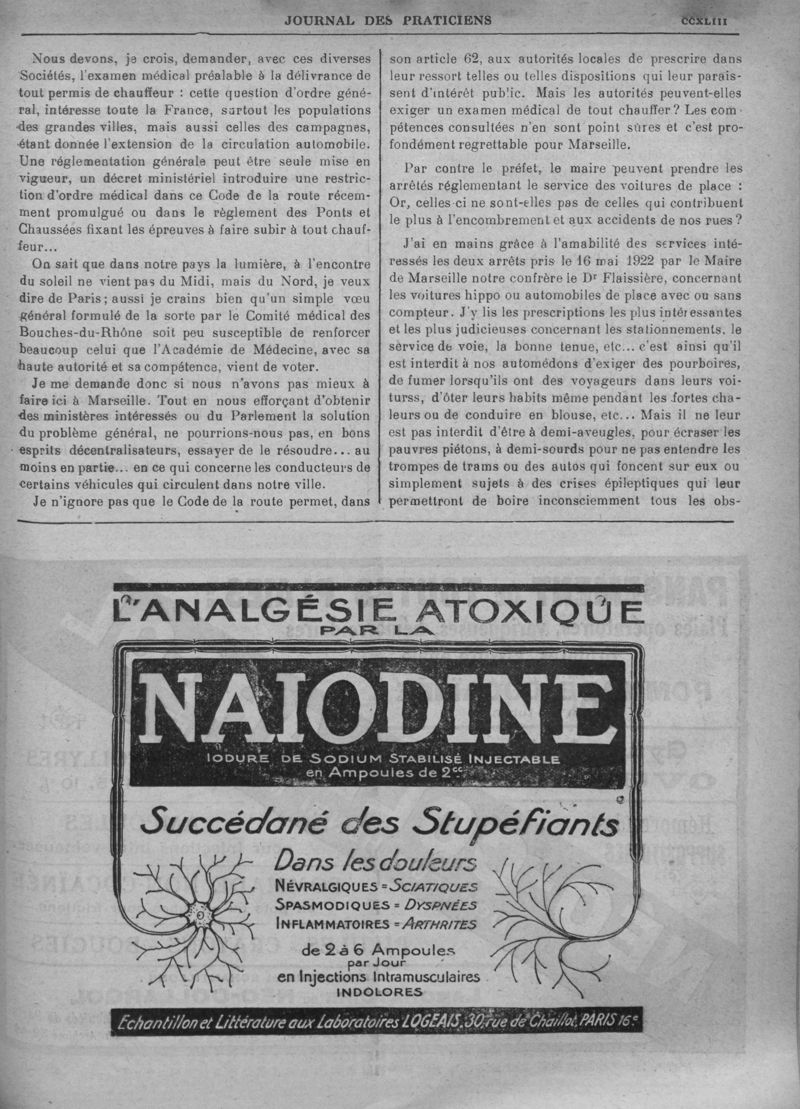 JOURNAL DES PRATICIENS
CCXLIII
Nous devons, je crois, demander, avec ces diverses
Sociétés, l'examen médical préalable à la délivrance de
tout permis de chauffeur : cette question d'ordre géné-
ral, intéresse toute la France, surtout les populations
des grandes villes, mais aussi celles des campagnes,
étant donnée l'extension de la circulation automobile.
Une réglementation générale peut être seule mise en
vigueur, un décret ministériel introduire une restric-
tion d'ordre médical dans ce Code de la route récem-
ment promulgué ou dans le règlement des Ponts et
Chaussées fixant les épreuves à faire subir à tout chauf-
feur...
On sait que dans notre pays la lumière, à l'encontre
du soleil ne vient pas du Midi, mais du Nord, je veux
dire de Paris ; aussi je crains bien qu'un simple vœu
général formulé de la sorte par le Comité médical des
Bouches-du-Rhône soit peu susceptible de renforcer
beaucoup celui que l'Académie de Médecine, avec sa
haute autorité et sa compétence, vient de voter.
Je me demande donc si nous n'avons pas mieux à
faire ici à Marseille. Tout en nous efforçant d'obtenir
des ministères intéressés ou du Parlement la solution
du problème général, ne pourrions-nous pas, en bons
esprits décentralisateurs, essayer de le résoudre... au
moins en partie... en ce qui concerne les conducteurs de
certains véhicules qui circulent dans notre ville.
Je n'ignore pas que le Code de la route permet, dans
son article 62, aux autorités locales de prescrire dans
leur ressort telles ou telles dispositions qui leur parais-
sent d'intérêt pub'ic. Mais les autorités peuvent-elles
exiger un examen médical de tout chauffer ? Les com-
pétences consultées n'en sont point sûres et c'est pro-
fondément regrettable pour Marseille.
Par contre le préfet, le maire peuvent prendre les
arrêtés réglementant le service des voitures de place :
Or, celles-ci ne sont-elles pas de celles qui contribuent
le plus à l'encombrement et aux accidents de nos rues ?
J'ai en mains grâce à l'amabilité des services inté-
ressés les deux arrêts pris le 16 mai 1922 par le Maire
de Marseille notre confrère le Dr Flaissière, concernant
les voitures hippo ou automobiles de place avec ou sans
compteur. J'y lis les prescriptions les plus intéressantes
et les plus judicieuses concernant les stationnements, le
service de voie, la bonne tenue, etc... c'est ainsi qu'il
est interdit à nos automédons d'exiger des pourboires,
de fumer lorsqu'ils ont des voyageurs dans leurs voi-
turss, d'ôter leurs habits même pendant les fortes cha-
leurs ou de conduire en blouse, etc... Mais il ne leur
est pas interdit d'être à demi-aveugles, pour écraser les
pauvres piétons, à demi-sourds pour ne pas entendre les
trompes de trams ou des autos qui foncent sur eux ou
simplement sujets à des crises épileptiques qui leur
permettront de boire inconsciemment tous les obs-
L'ANALGÉSIE ATOXIQUE
PAR LA
NAIODINE
IODURE DE SODIUM STABILISÉ INJECTABLE
en Ampoules de 2cc
Succédané des Stupéfiants
Dans les douleurs
NÉVRALGIQUES = SCIATIQUES
SPASMODIQUES = DYSPNÉES
INFLAMMATOIRES = ARTHRITES
de 2 à 6 Ampoules
par Jour
en Injections Intramusculaires
INDOLORES
Echantillon et Littérature aux Laboratoires LOGEAIS, 30, rue de Chaillot, PARIS 16e